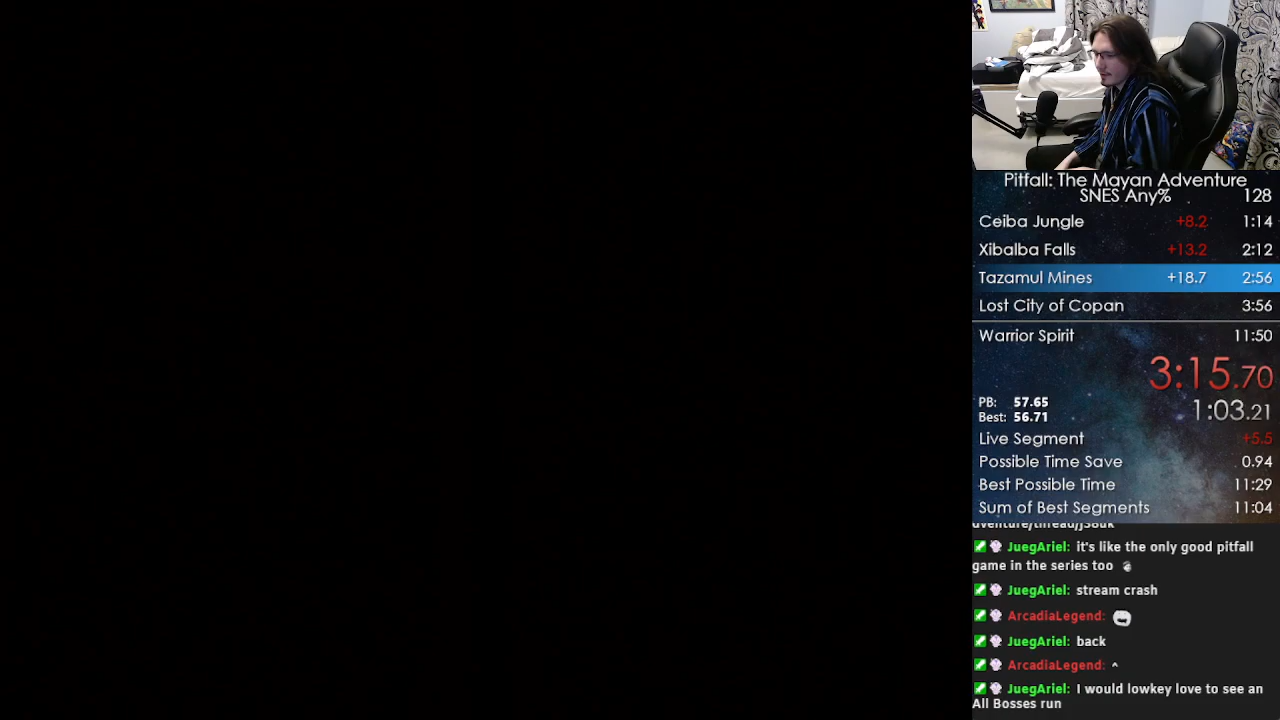 Pitfall: The Mayan Adventure
SNES Any% 128
Ceiba Jungle +8.2 1:14
Xibalba Falls +13.2 2:12
Tazamul Mines +18.7 2:56
Lost City of Copan 3:56
Warrior Spirit 11:50
3:15.70
PB: 57.65
1:03.21
Best: 56.71
Live Segment +5.5
Possible Time Save 0.94
Best Possible Time 11:29
Sum of Best Segments 11:04
JuegAriel: it's like the only good pitfall
game in the series too
JuegAriel: stream crash
ArcadiaLegend:
JuegAriel: back
ArcadiaLegend: ^
JuegAriel: I would lowkey love to see an
All Bosses run